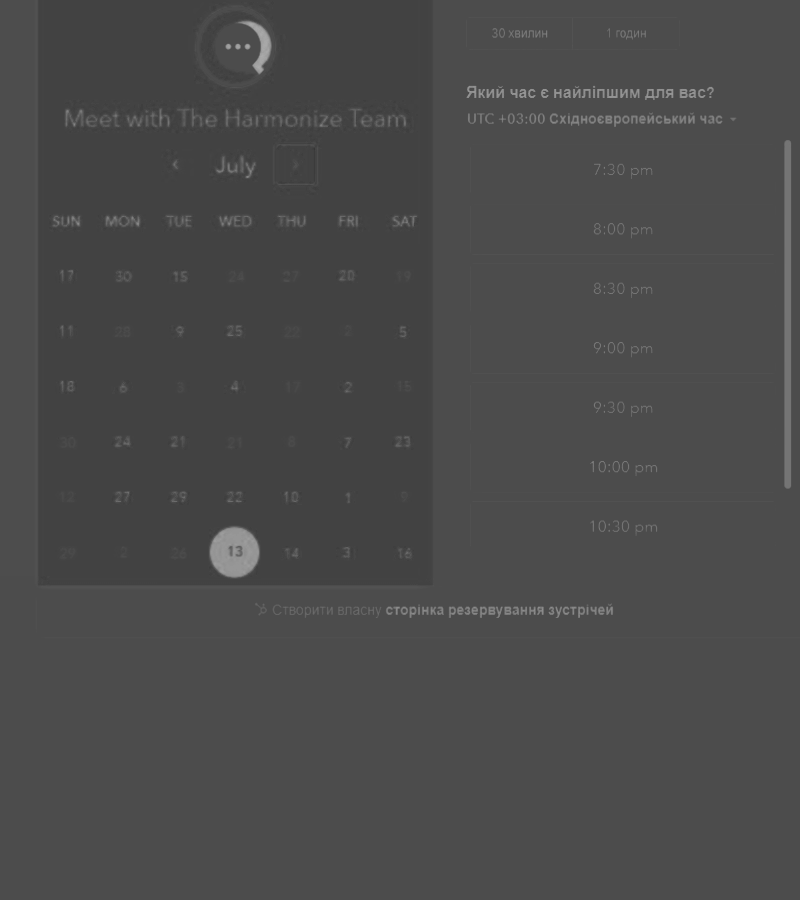 Meet with The Harmonize Team
July
SUN MON TUE WED THU FRI SAT
17 30 15 24 27 20 19
11 9 25 5
18 6 3 4 17 2 15
30 24 21 21 8 7 23
12 27 29 22 10 1 9
29 2 26 13 14 3 16
30 хвилин 1 годин
Який час є найліпшим для вас?
UTC +03:00 Східноєвропейський час
7:30 pm
8:00 pm
8:30 pm
9:00 pm
9:30 pm
10:00 pm
10:30 pm
Створити власну сторінка резервування зустрічей